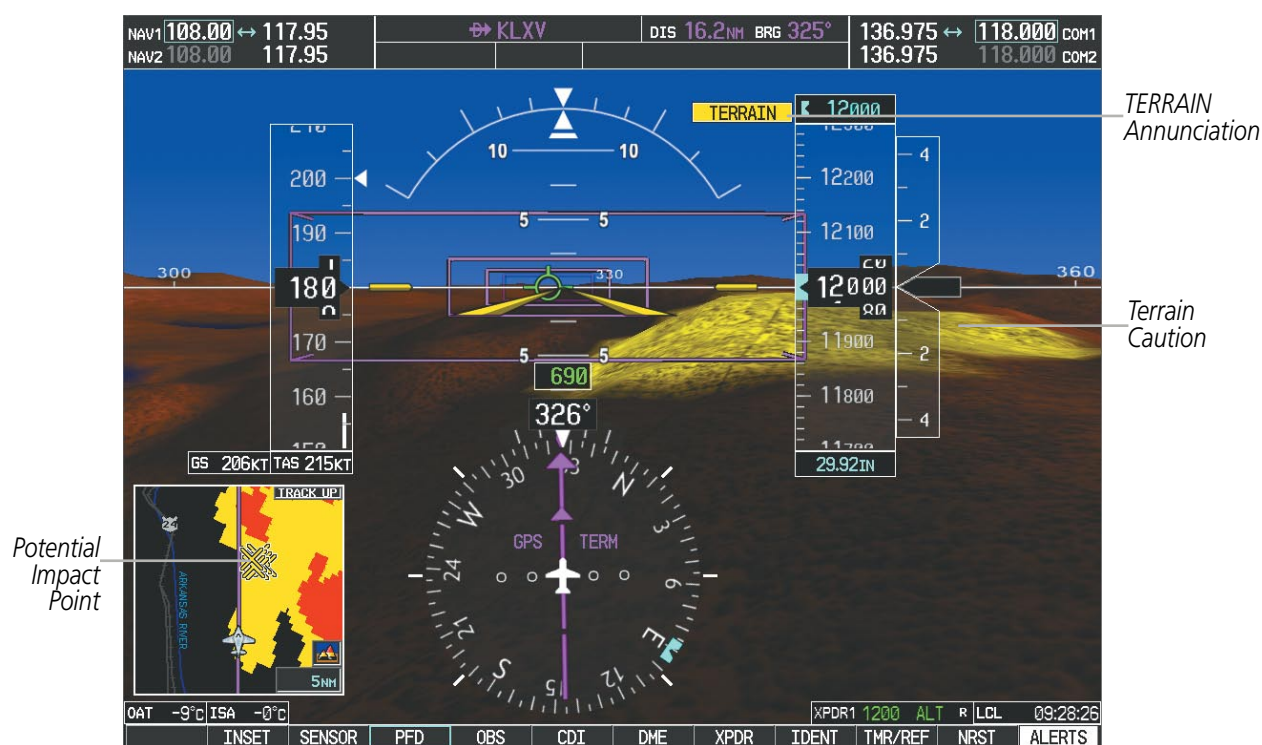 NAV1 108.00 ↔ 117.95
NAV2 108.00 117.95
D→ KLXV
DIS 16.2NM BRG 325°
136.975 ↔ 118.000 COM1
136.975 118.000 COM2
TERRAIN
12000
TERRAIN
Annunciation
10 10
200
190
180
170
160
5 5
5 5
300
330
360
12200
12100
20
12000
80
11900
11800
4
2
2
4
29.92IN
Terrain
Caution
690
326°
GS 206KT TAS 215KT
TRACK UP
24
ARKANSAS RIVER
5NM
Potential
Impact
Point
GPS TERM
33
N
3
6
E
12
15
S
21
24
W
30
OAT -9°C ISA -0°C
XPDR1 1200 ALT R LCL 09:28:26
INSET SENSOR PFD OBS CDI DME XPDR IDENT TMR/REF NRST ALERTS